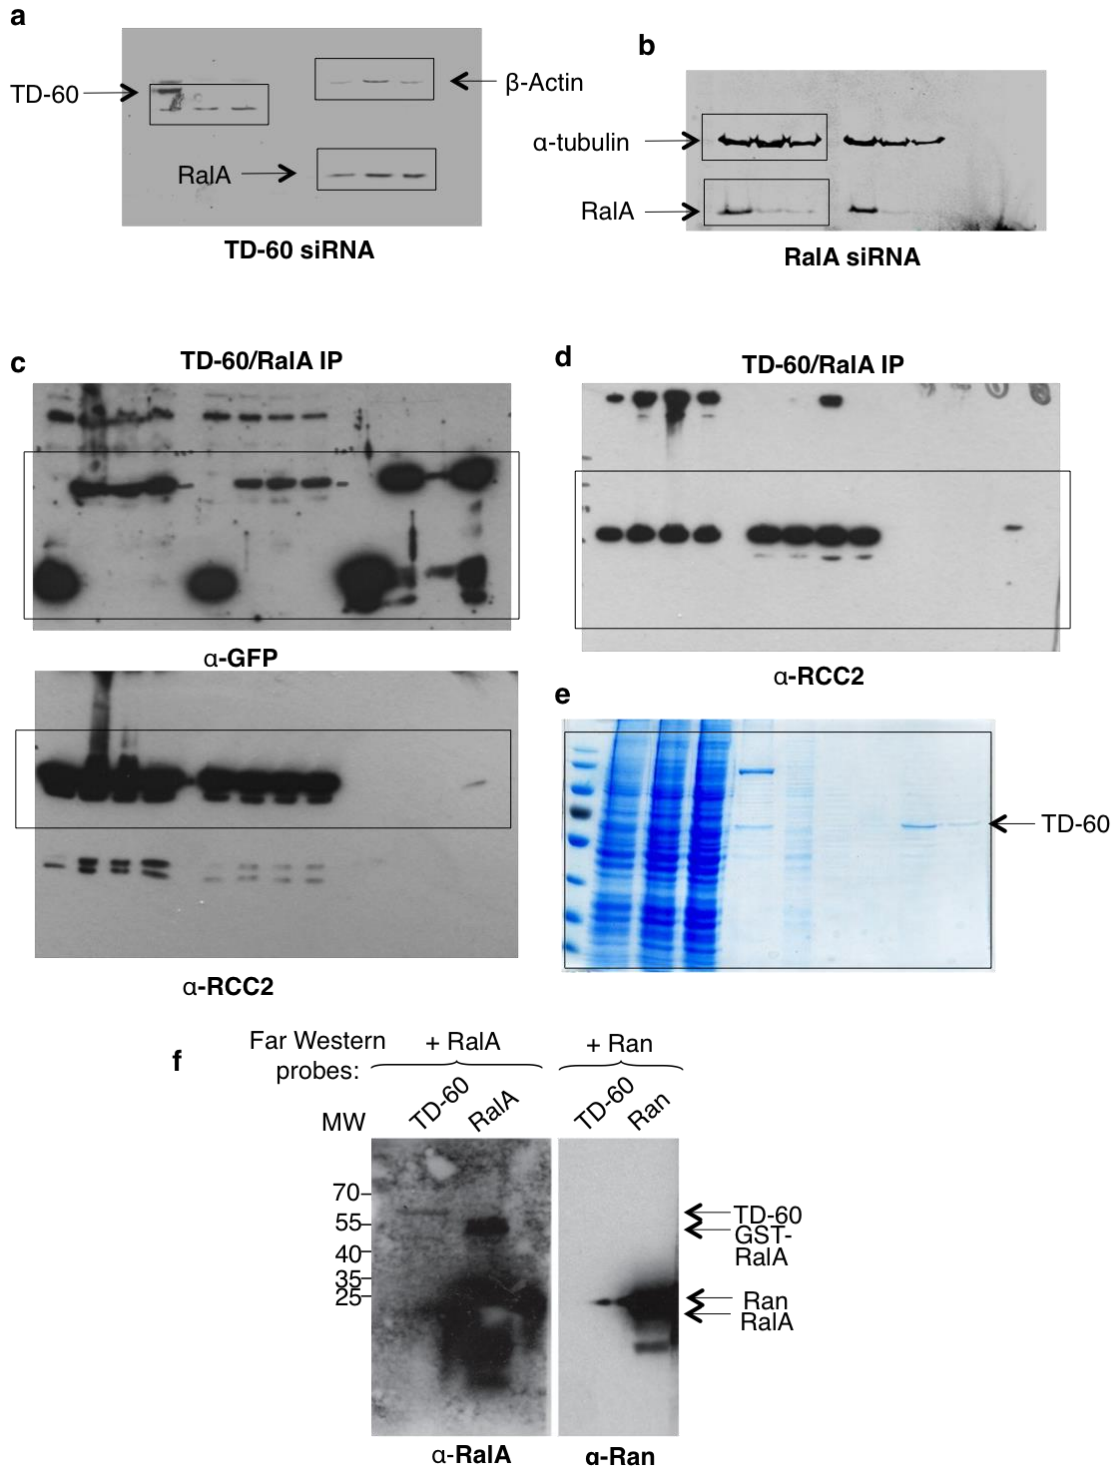 a
TD-60
β-Actin
RalA
TD-60 siRNA
b
α-tubulin
RalA
RalA siRNA
c
TD-60/RalA IP
α-GFP
α-RCC2
d
TD-60/RalA IP
α-RCC2
e
TD-60
f
Far Western
probes:
+ RalA
+ Ran
MW
TD-60
RalA
TD-60
Ran
70
55
40
35
25
TD-60
GST-
RalA
Ran
RalA
α-RalA
α-Ran